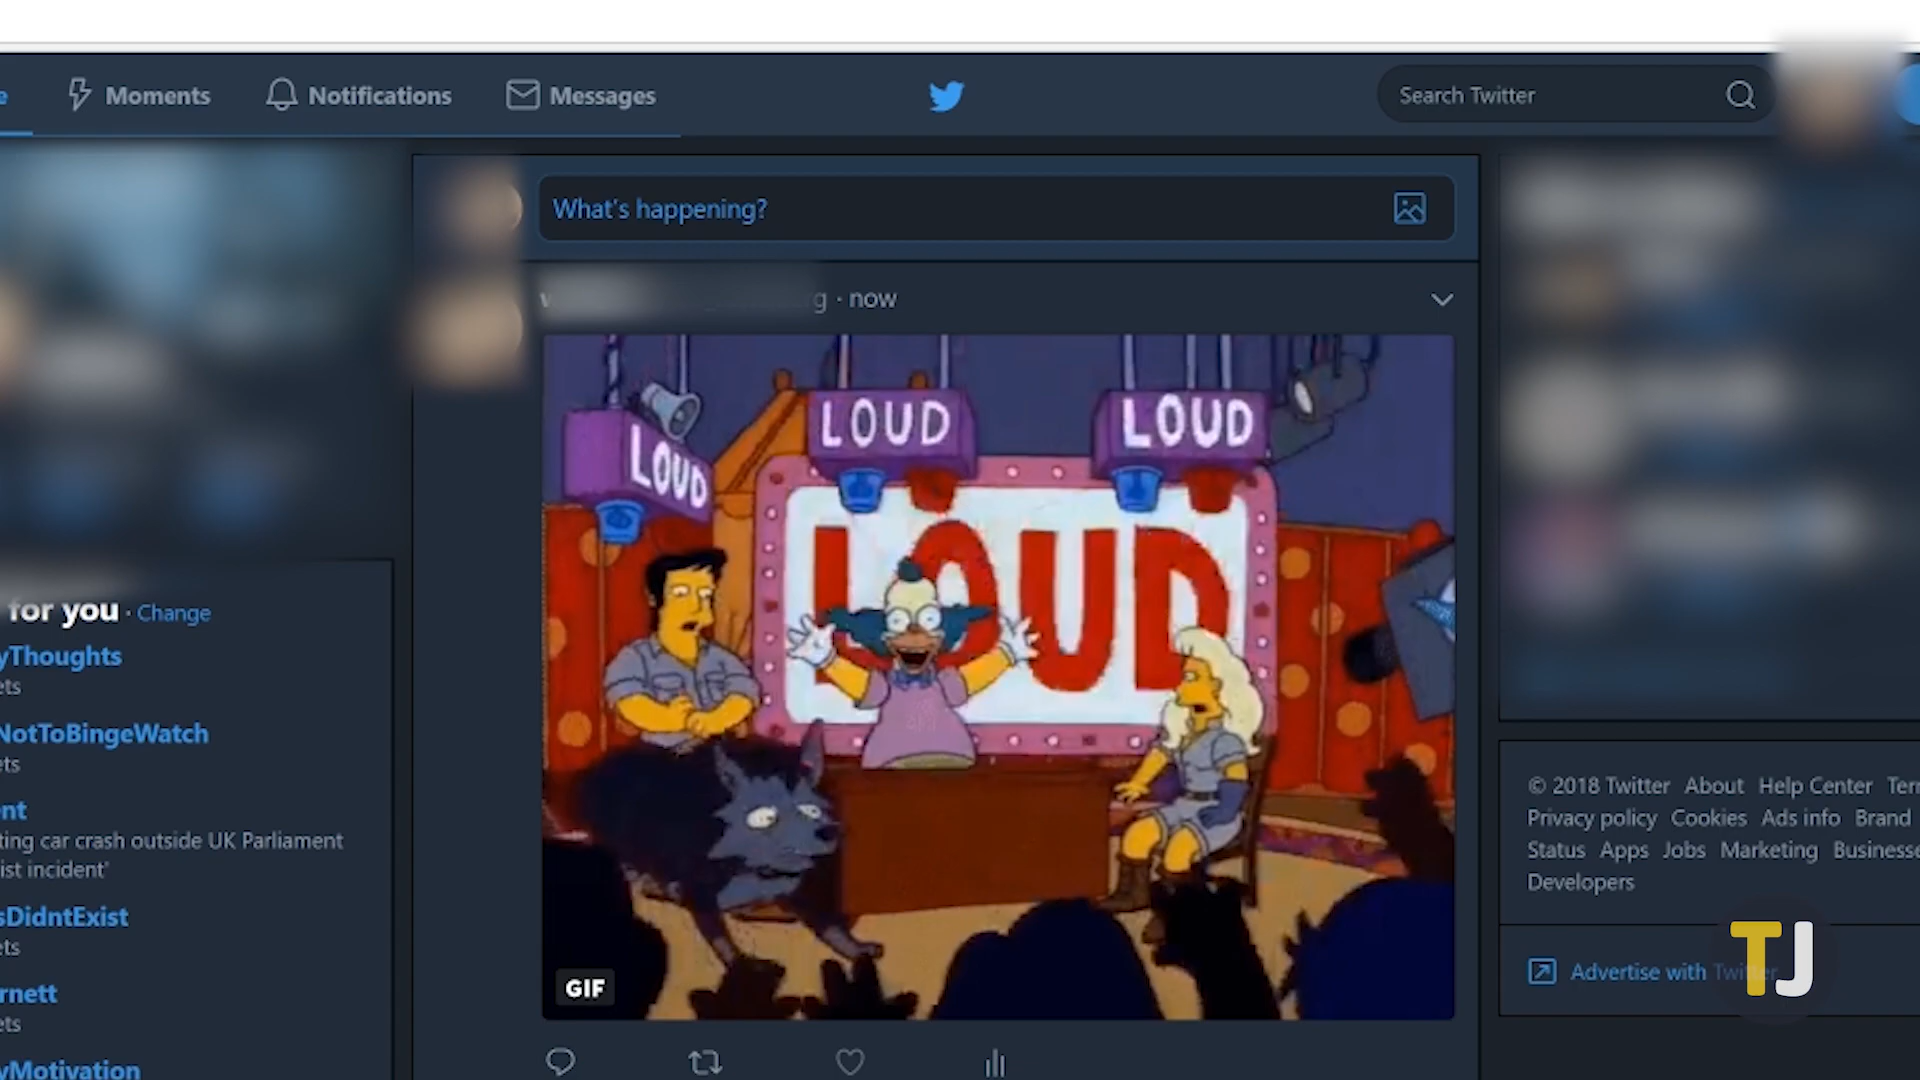 e Moments Notifications Messages
Search Twitter
What's happening?
g · now
LOUD
LOUD
LOUD
LOUD
GIF
for you · Change
yThoughts
ets
NotToBingeWatch
ets
ent
ting car crash outside UK Parliament
ist incident'
sDidntExist
ets
rnett
ets
yMotivation
© 2018 Twitter About Help Center Ter
Privacy policy Cookies Ads info Brand
Status Apps Jobs Marketing Businesse
Developers
Advertise with Twitter
TJ